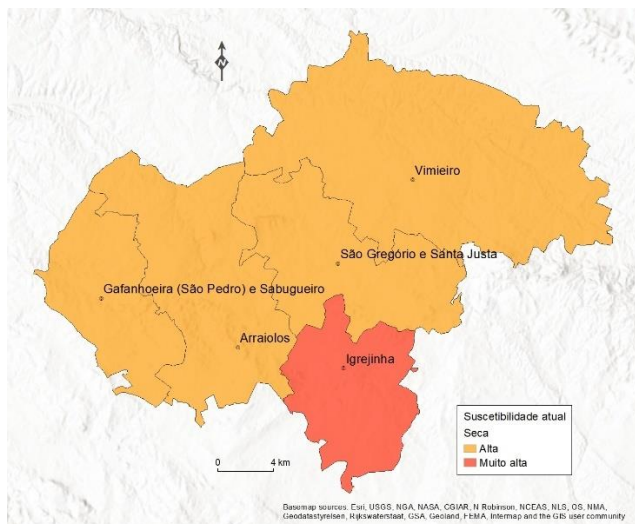 N
Vimieiro
São Gregório e Santa Justa
Gafanhoeira (São Pedro) e Sabugueiro
Arraiolos
Igrejinha
Suscetibilidade atual
Seca
Alta
Muito alta
0 4 km
Basemap sources: Esri, USGS, NGA, NASA, CGIAR, N Robinson, NCEAS, NLS, OS, NMA,
Geodatastyrelsen, Rijkswaterstaat, GSA, Geoland, FEMA, Intermap and the GIS user community